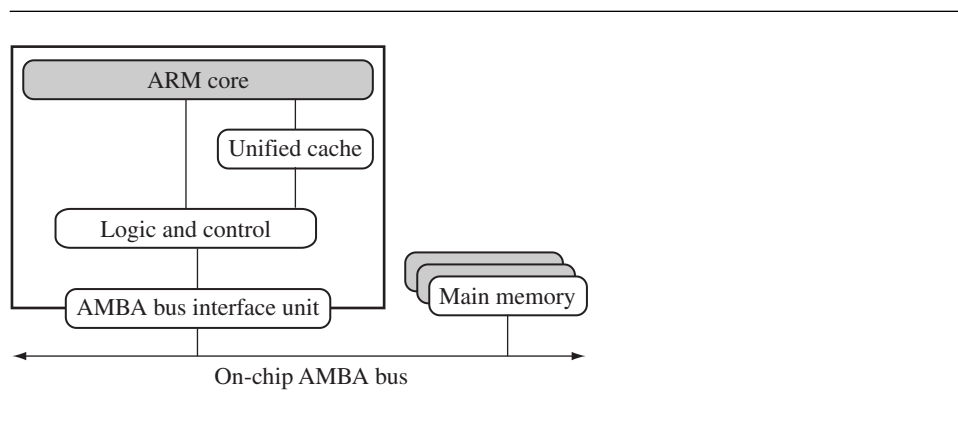 ARM core
Unified cache
Logic and control
AMBA bus interface unit
Main memory
On-chip AMBA bus